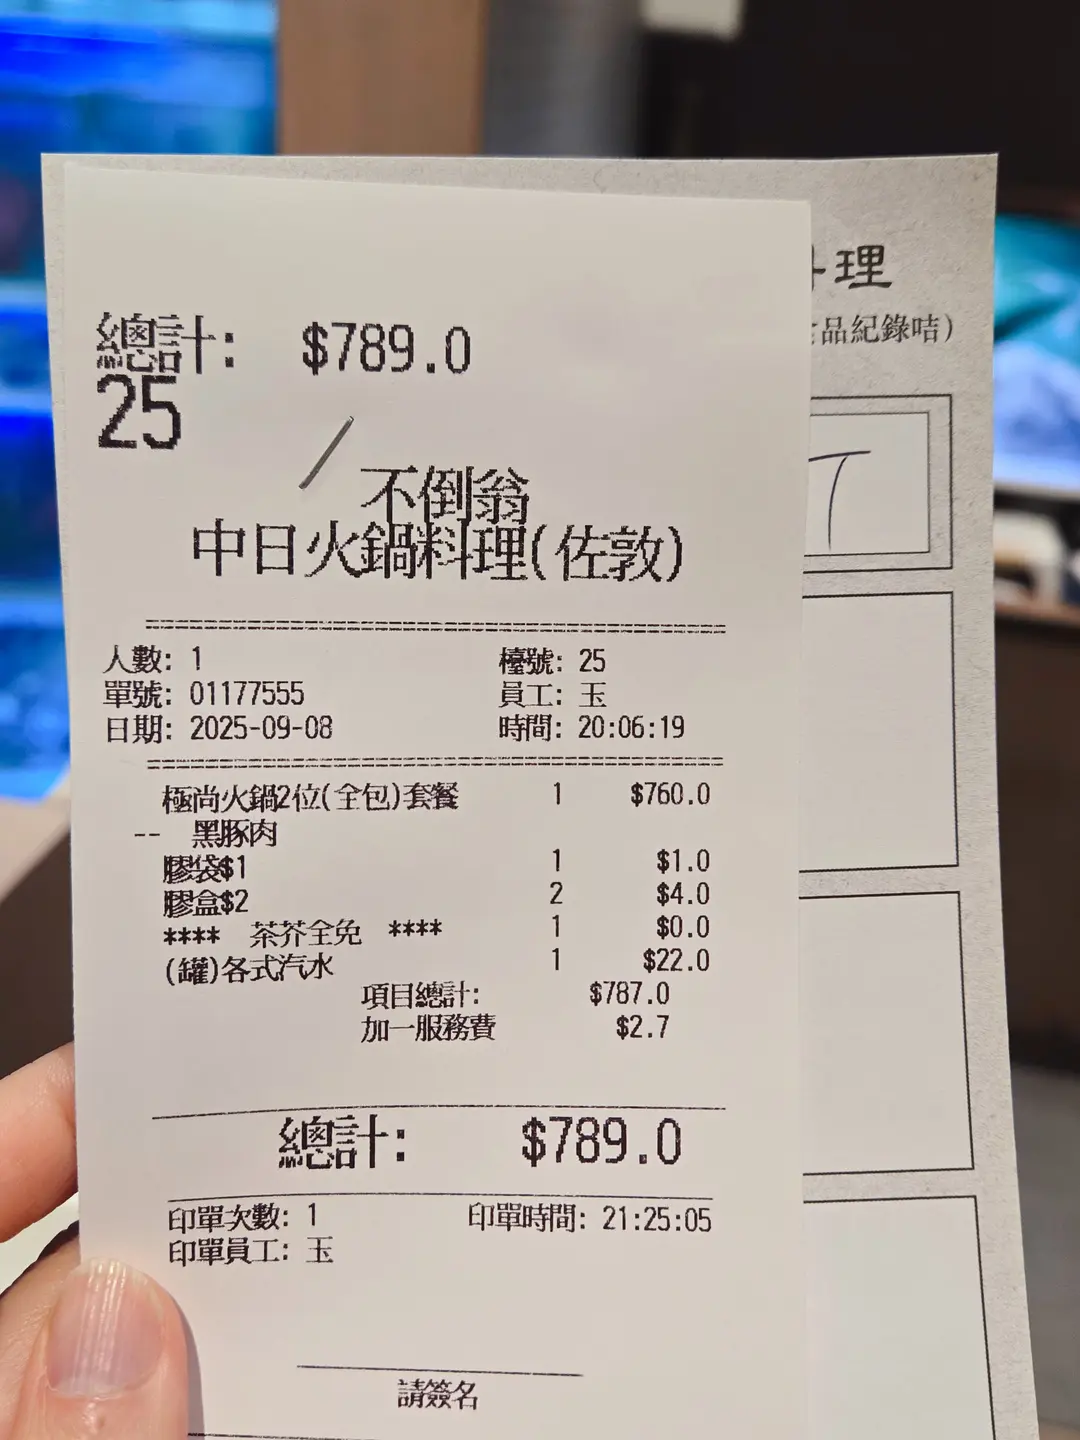 總計: $789.0
25
不倒翁
中日火鍋料理(佐敦)
人數: 1 檯號: 25
單號: 01177555 員工: 玉
日期: 2025-09-08 時間: 20:06:19
極尚火鍋2位(全包)套餐 1 $760.0
-- 黑豚肉
膠袋$1 1 $1.0
膠盒$2 2 $4.0
**** 茶芥全免 **** 1 $0.0
(罐)各式汽水 1 $22.0
項目總計: $787.0
加一服務費 $2.7
總計: $789.0
印單次數: 1 印單時間: 21:25:05
印單員工: 玉
請簽名
理
品紀錄咭)